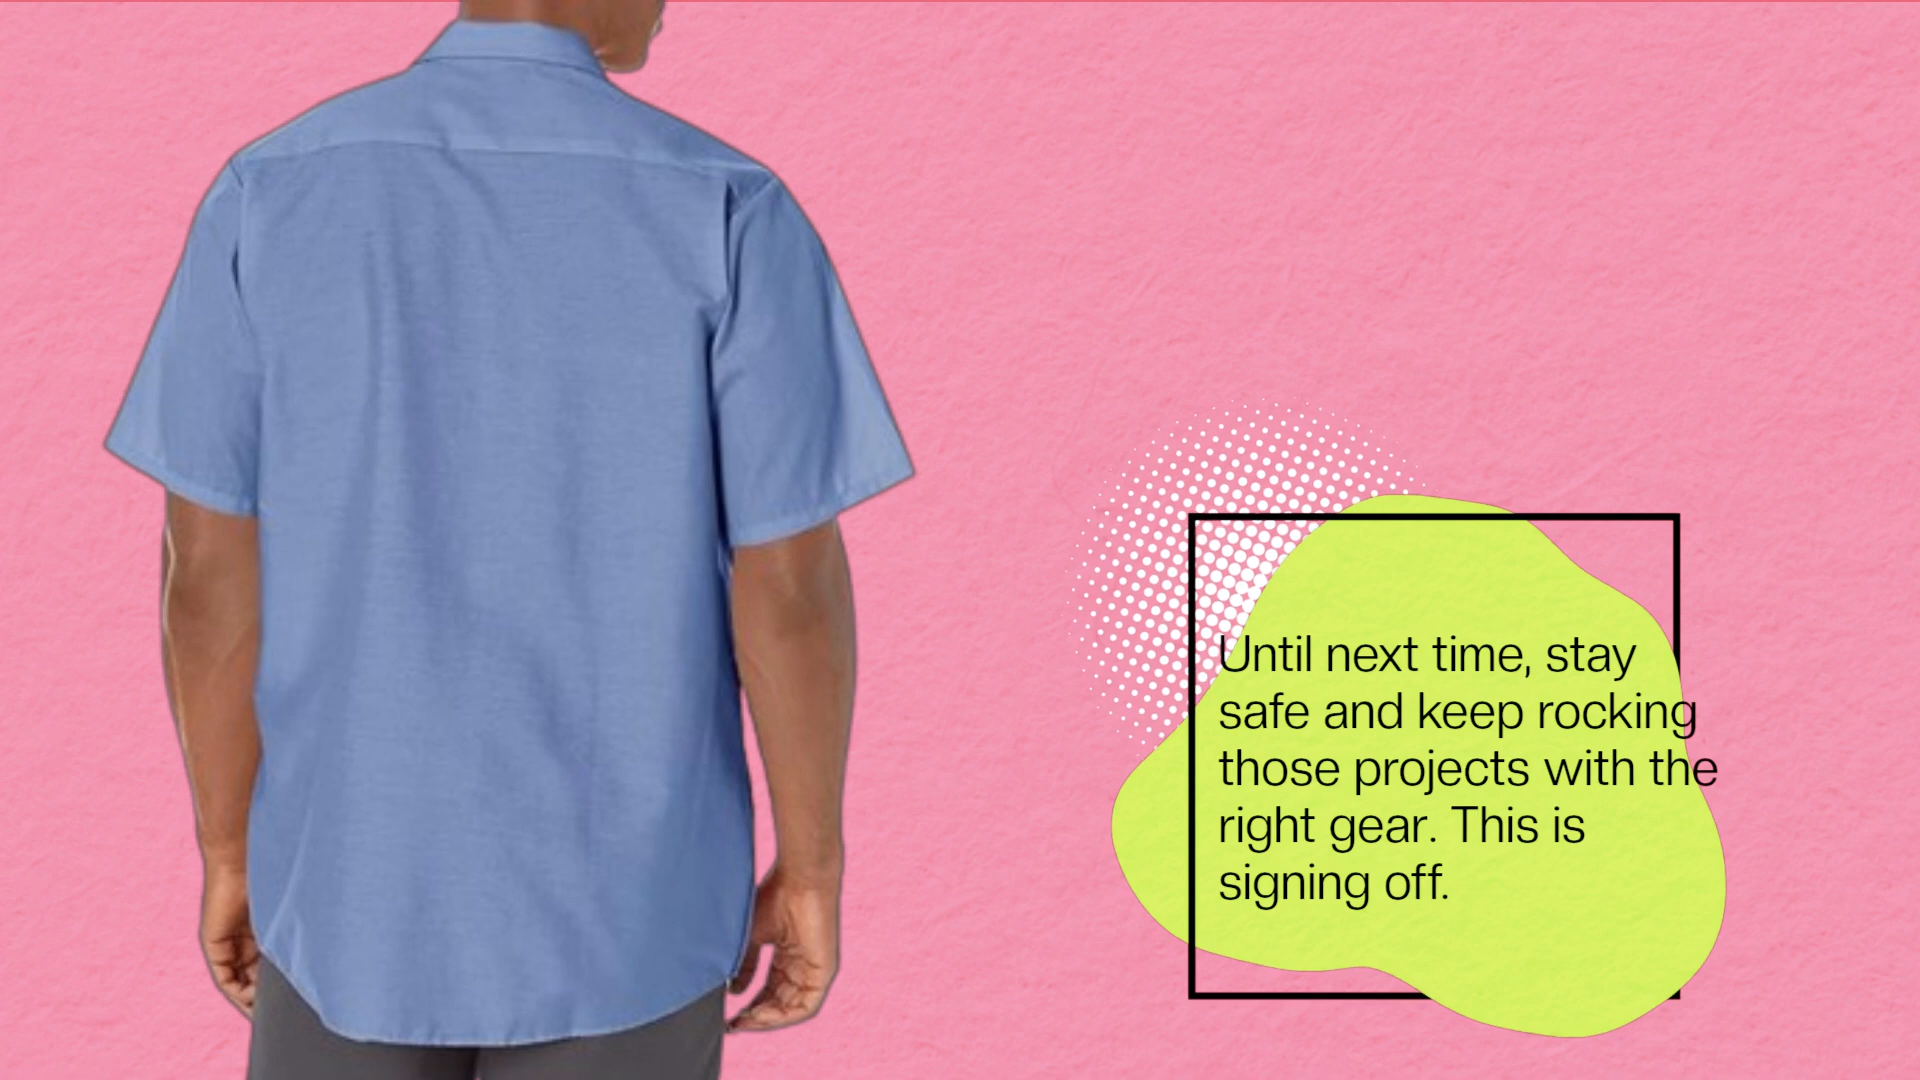 Until next time, stay
safe and keep rocking
those projects with the
right gear. This is
signing off.